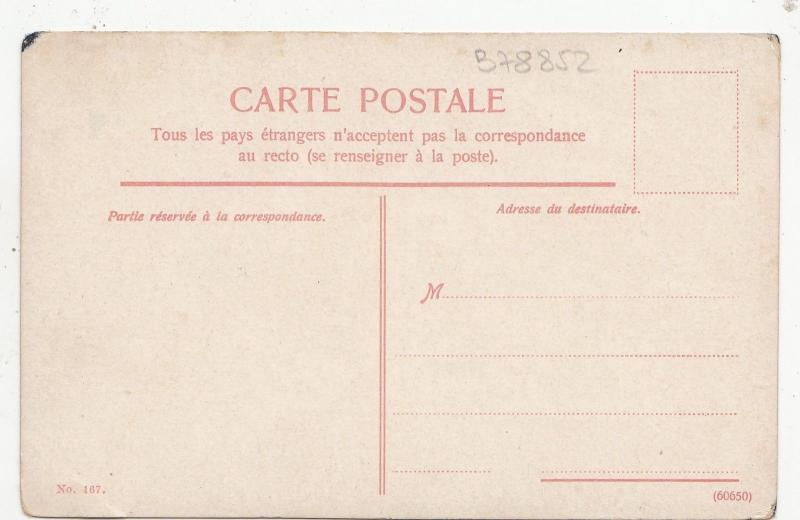 B78852
CARTE POSTALE
Tous les pays étrangers n'acceptent pas la correspondance
au recto (se renseigner à la poste).
Partie réservée à la correspondance.
Adresse du destinataire.
M
No. 167.
(60650)